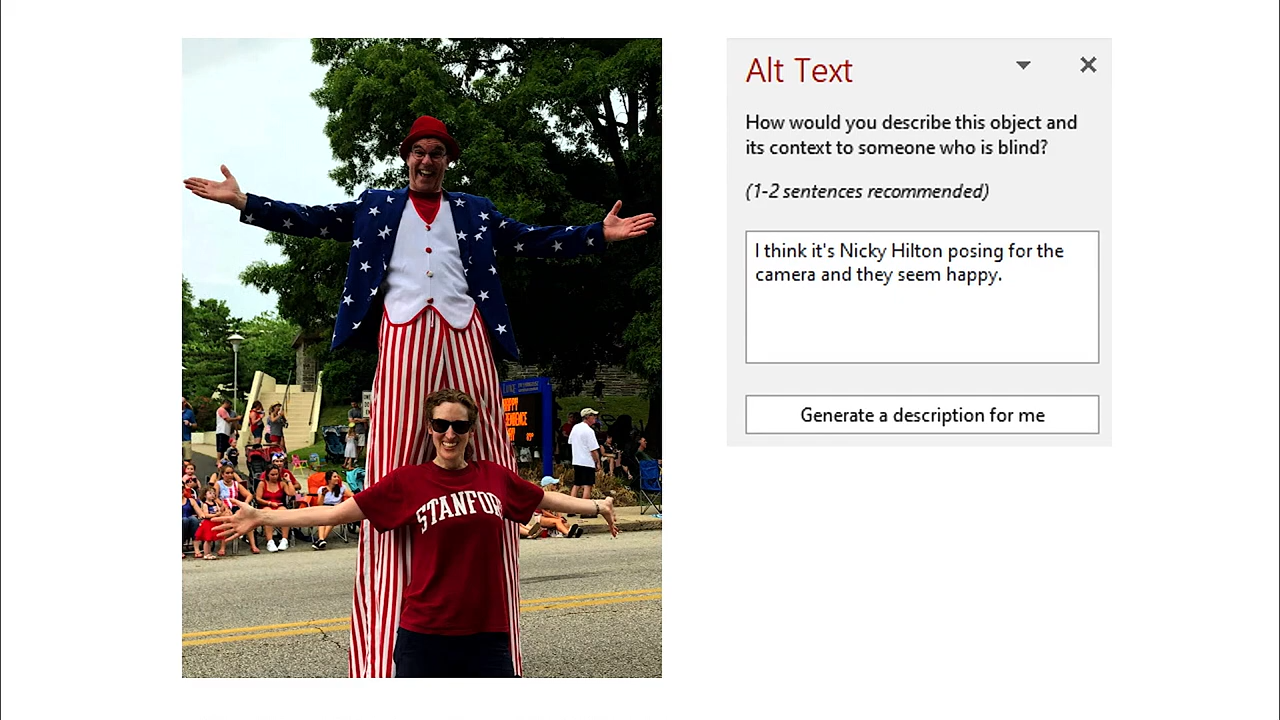 Alt Text
How would you describe this object and
its context to someone who is blind?
(1-2 sentences recommended)
I think it's Nicky Hilton posing for the
camera and they seem happy.
Generate a description for me
HAPPY
STANFOR